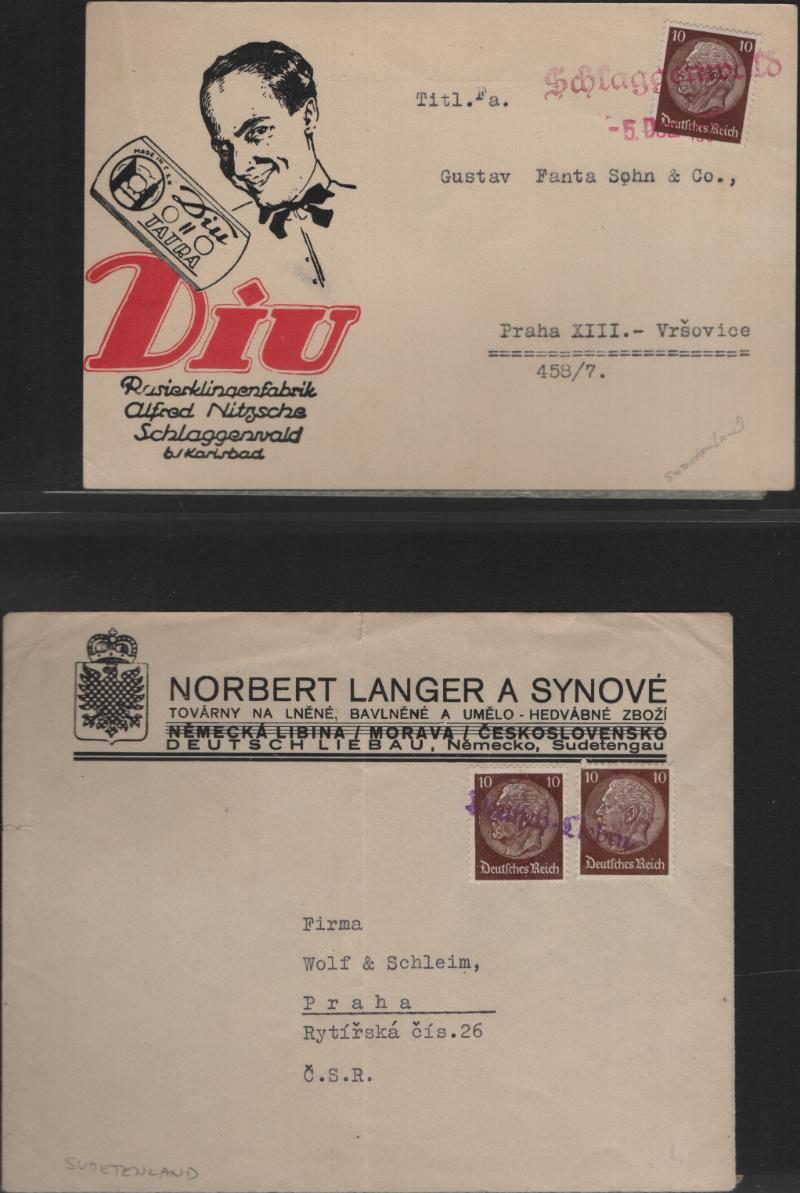 Schlaggenwald
-5. Dez.
10 10
Deutsches Reich
Titl.Fa.
Gustav Fanta Sohn & Co.,
Praha XIII.- Vršovice
458/7.
MADE IN C.S.R.
Diu
TATRA
Diu
Rasierklingenfabrik
Alfred Nitzsche
Schlaggenwald
b/Karlsbad
Sudetenland
NORBERT LANGER A SYNOVÉ
TOVÁRNY NA LNĚNÉ, BAVLNĚNÉ A UMĚLO - HEDVÁBNÉ ZBOŽÍ
NĚMECKÁ LIBINA / MORAVA / ČESKOSLOVENSKO
DEUTSCH LIEBAU, Německo, Sudetengau
10 10
Deutsches Reich
10 10
Deutsches Reich
Deutsch-Liebau
Firma
Wolf & Schleim,
Praha
Rytířská čís.26
Č.S.R.
SUDETENLAND